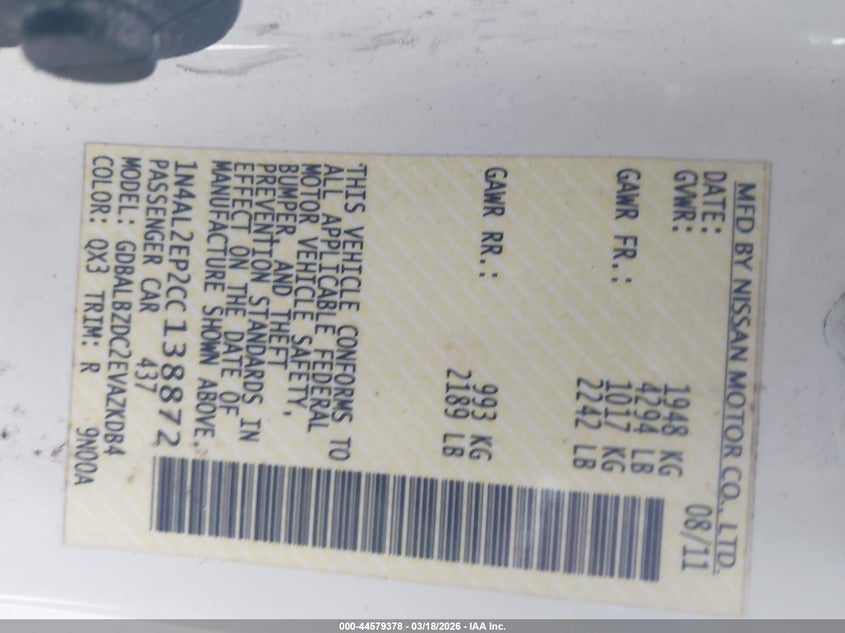 MFD BY NISSAN MOTOR CO., LTD.
DATE: 08/11
GVWR: 1948 KG
4294 LB
GAWR FR.: 1017 KG
2242 LB
GAWR RR.: 993 KG
2189 LB
THIS VEHICLE CONFORMS TO
ALL APPLICABLE FEDERAL
MOTOR VEHICLE SAFETY,
BUMPER, AND THEFT
PREVENTION STANDARDS IN
EFFECT ON THE DATE OF
MANUFACTURE SHOWN ABOVE.
1N4AL2EP2CC138872
PASSENGER CAR 437
MODEL: GDBALBZDC2EVAZKDB4
COLOR: QX3 TRIM: R 9N00A
000-44579378 - 03/18/2026 - IAA Inc.